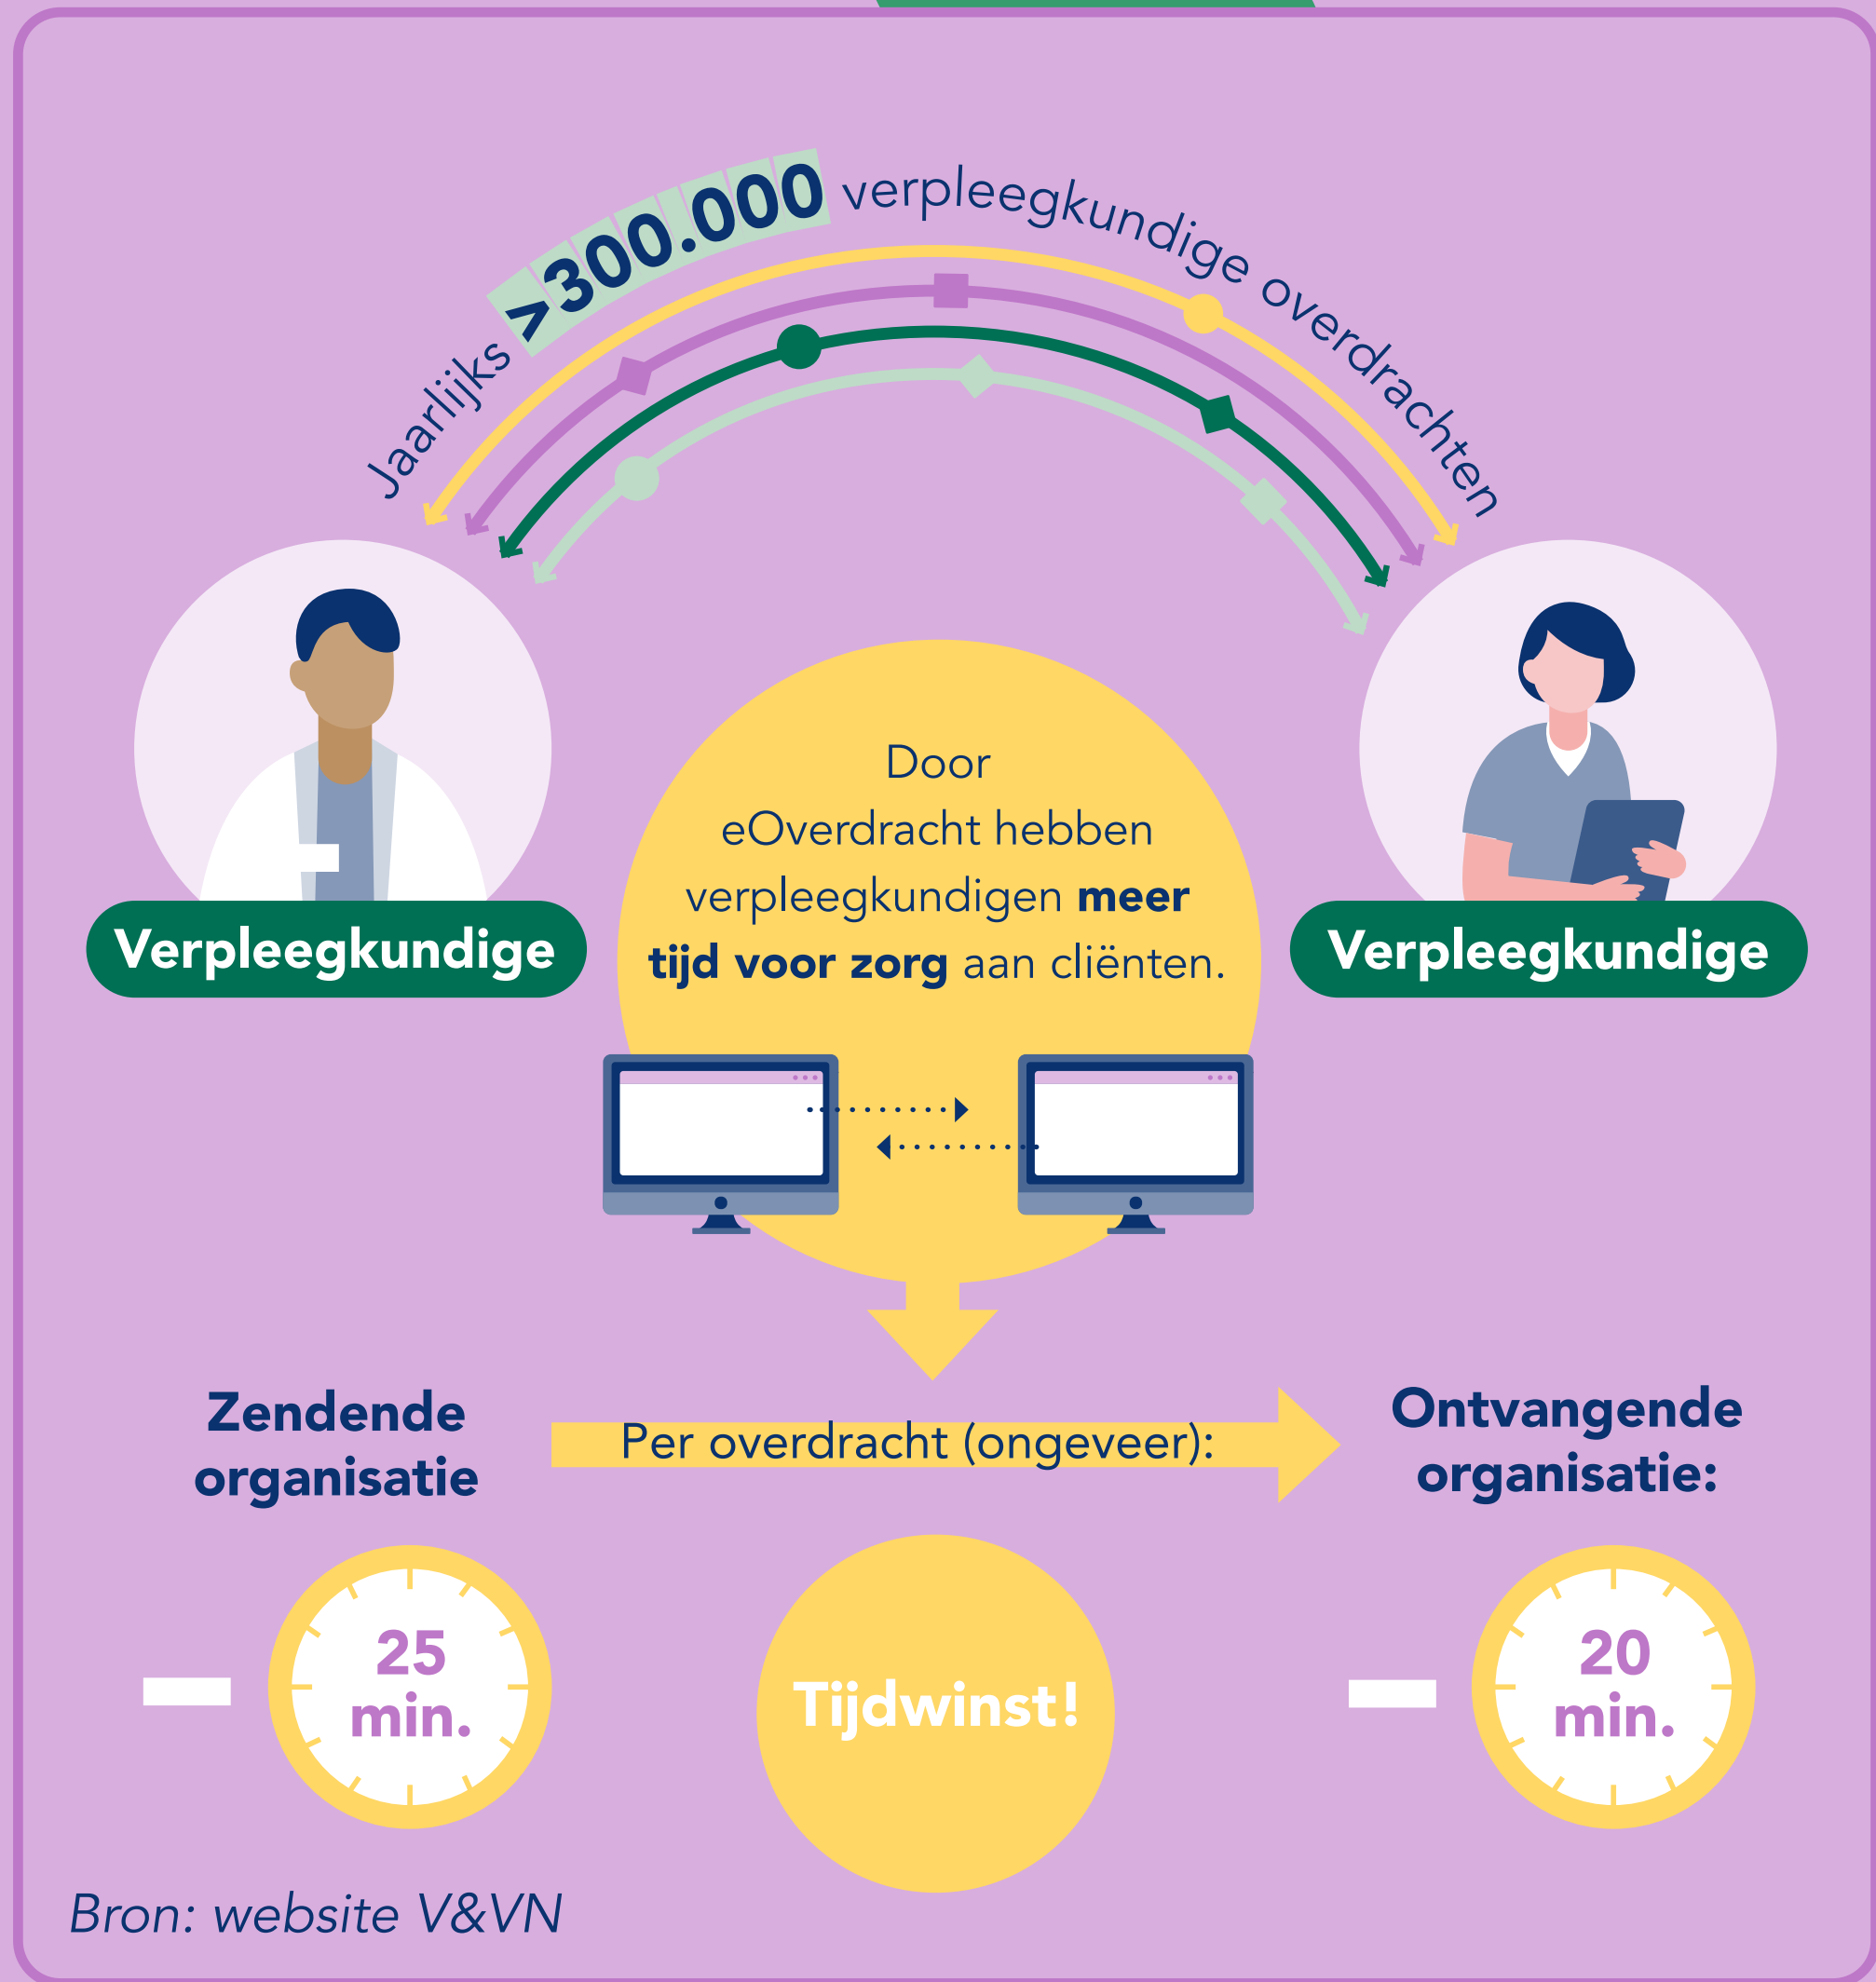 Jaarlijks >300.000 verpleegkundige overdrachten
Verpleegkundige
Door
eOverdracht hebben
verpleegkundigen meer
tijd voor zorg aan cliënten.
Verpleegkundige
Zendende
organisatie
Per overdracht (ongeveer):
Ontvangende
organisatie:
25
min.
Tijdwinst!
20
min.
Bron: website V&VN